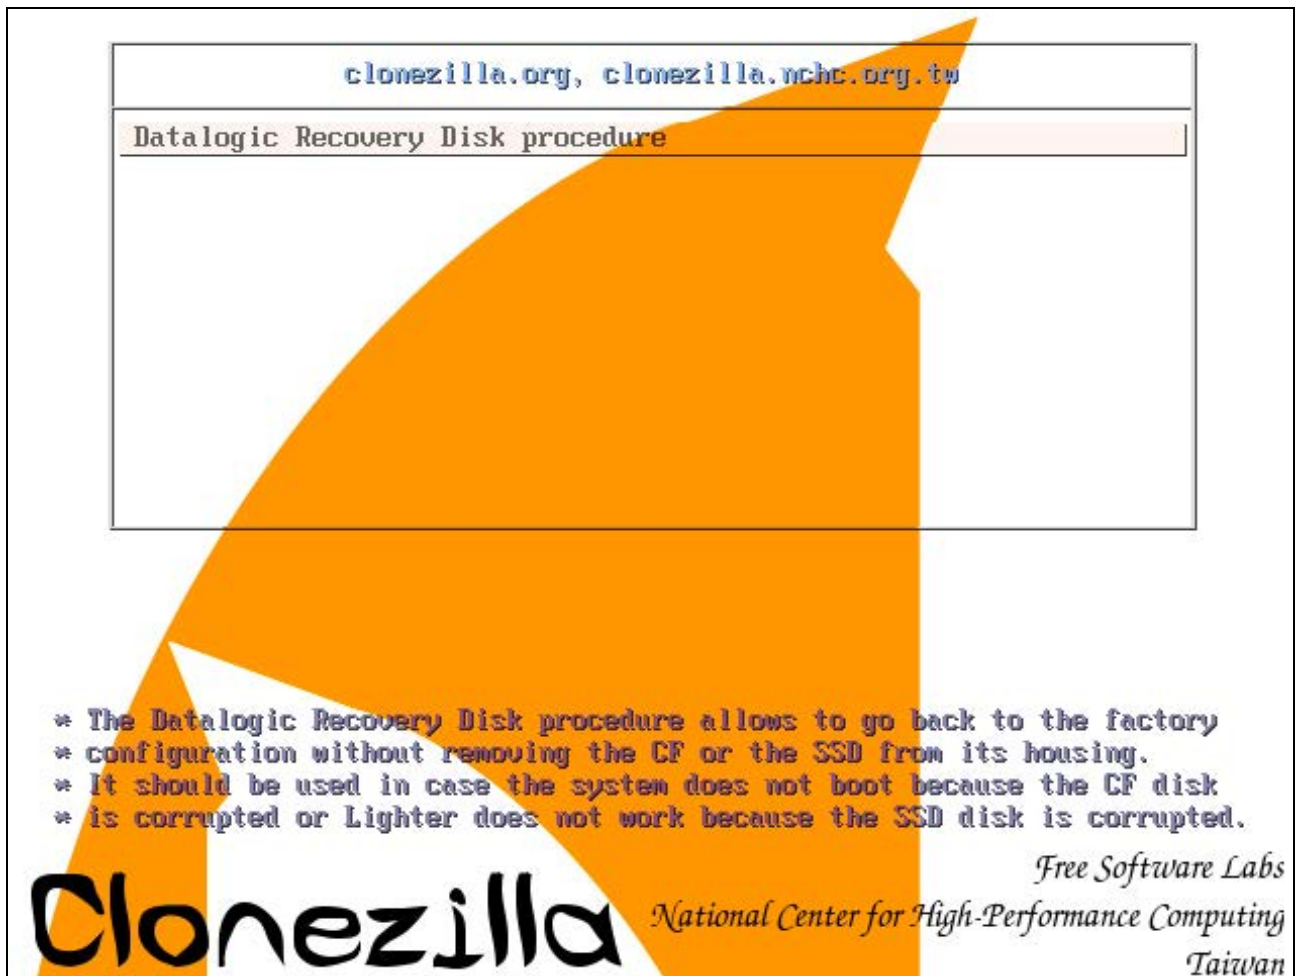 clonezilla.org, clonezilla.nchc.org.tw
Datalogic Recovery Disk procedure
* The Datalogic Recovery Disk procedure allows to go back to the factory
* configuration without removing the CF or the SSD from its housing.
* It should be used in case the system does not boot because the CF disk
* is corrupted or Lighter does not work because the SSD disk is corrupted.
Free Software Labs
Clonezilla National Center for High-Performance Computing
Taiwan